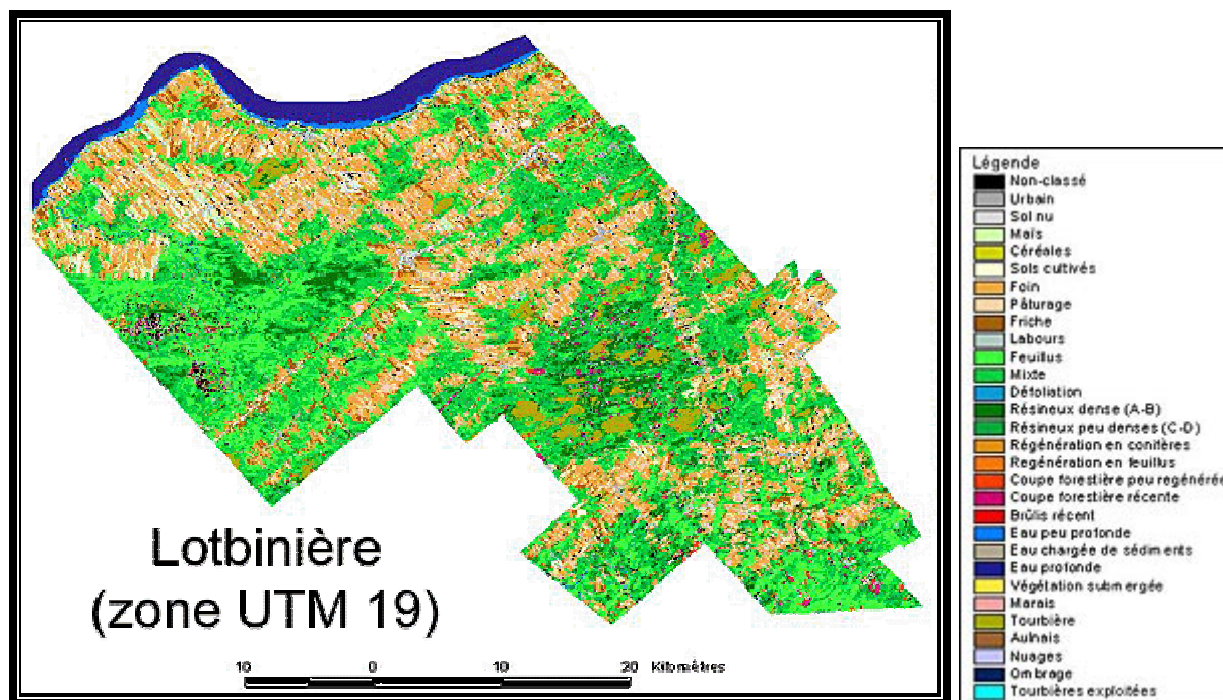 Lotbinière
(zone UTM 19)
10 0 10 20 Kilomètres
Légende
Non-classé
Urbain
Sol nu
Maïs
Céréales
Sols cultivés
Foin
Pâturage
Friche
Labours
Feuillus
Mixte
Défoliation
Résineux dense (A-B)
Résineux peu denses (C-D)
Régénération en conifères
Regénération en feuillus
Coupe forestière peu regénérée
Coupe forestière récente
Brûlis récent
Eau peu profonde
Eau chargée de sédiments
Eau profonde
Végétation submergée
Marais
Tourbière
Aulnais
Nuages
Ombrage
Tourbières exploitées